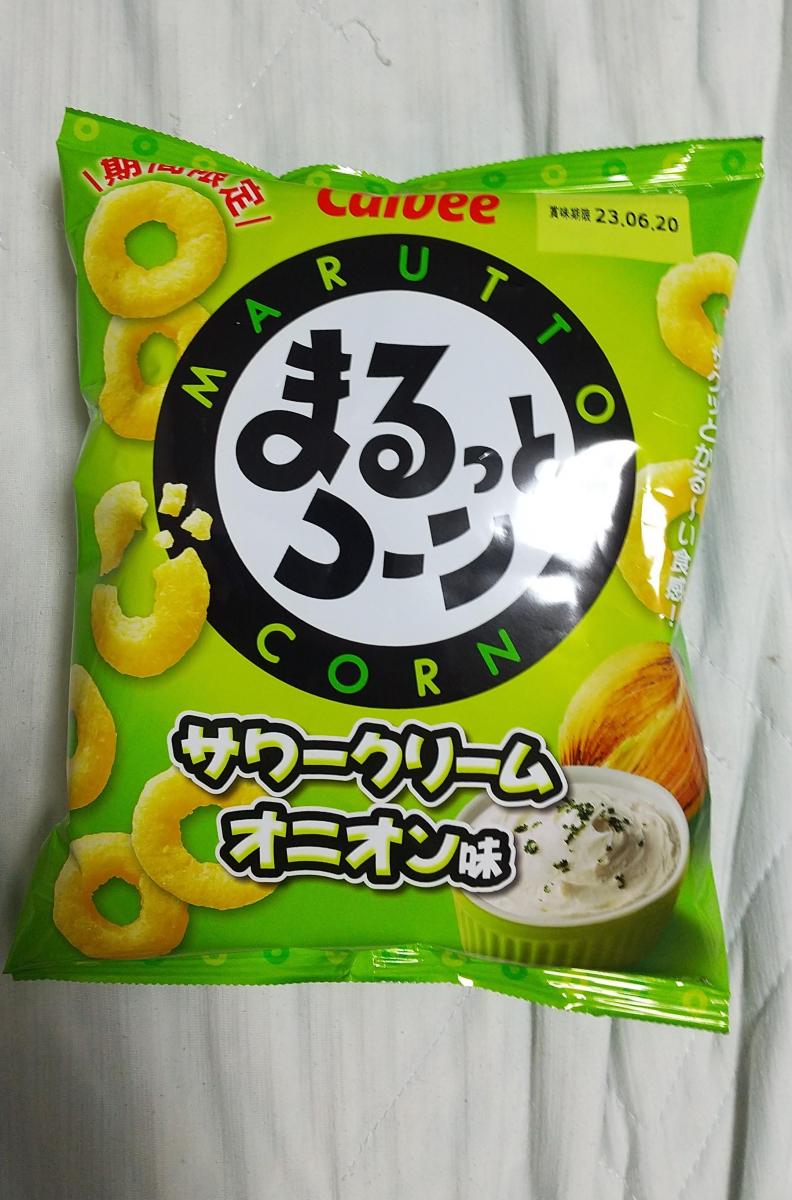 期間限定
Calbee
賞味期限 23.06.20
MARUTTO
まるっと
コーン
CORN
サワークリーム
オニオン味